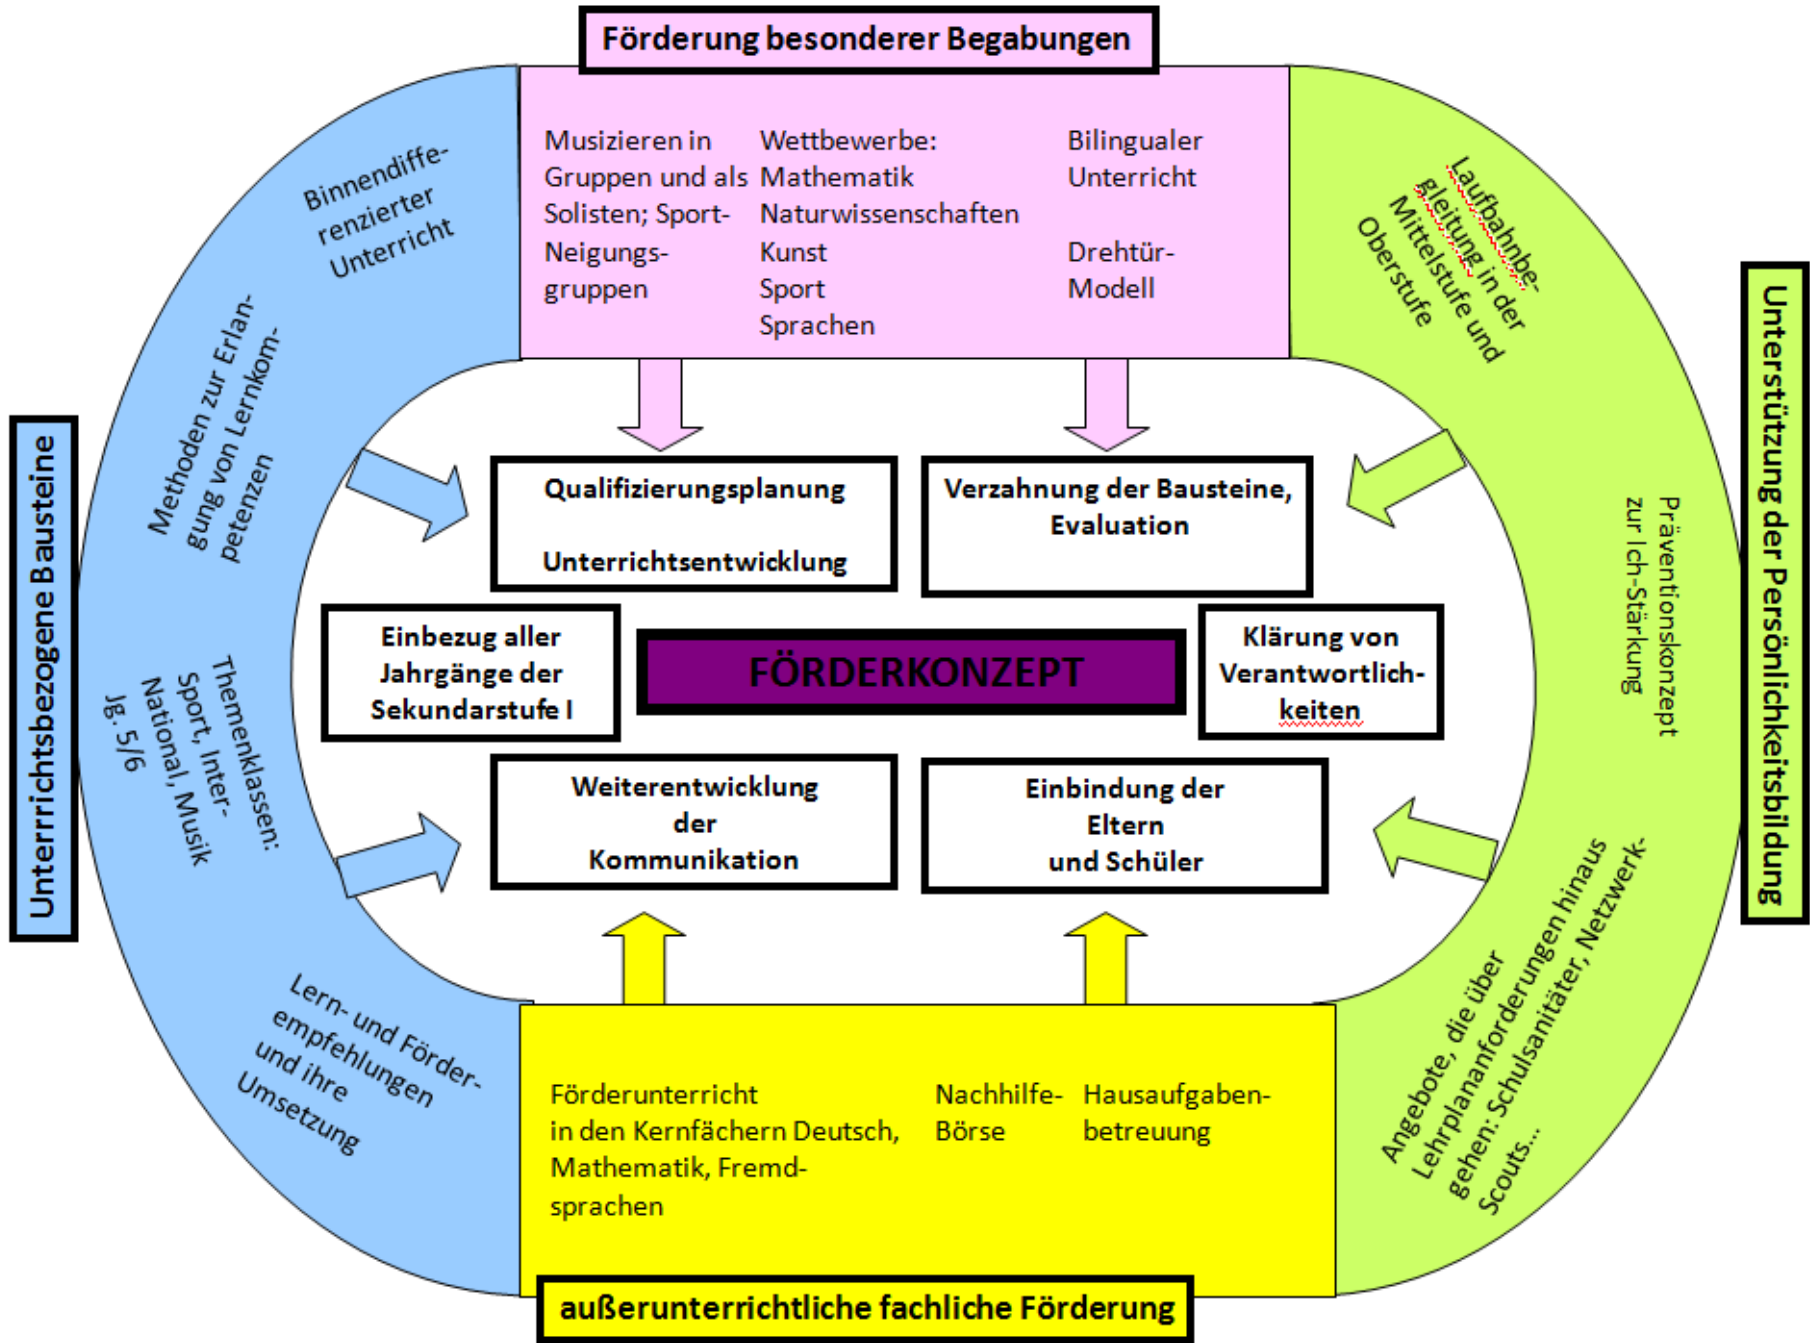 Förderung besonderer Begabungen
Musizieren in
Gruppen und als
Solisten; Sport-
Neigungs-
gruppen
Wettbewerbe:
Mathematik
Naturwissenschaften
Kunst
Sport
Sprachen
Bilingualer
Unterricht
Drehtür-
Modell
Unterrrichtsbezogene Bausteine
Binnendiffe-
renzierter
Unterricht
Methoden zur Erlan-
gung von Lernkom-
petenzen
Themenklassen:
Sport, Inter-
National, Musik
Jg. 5/6
Lern- und Förder-
empfehlungen
und ihre
Umsetzung
Qualifizierungsplanung
Unterrichtsentwicklung
Verzahnung der Bausteine,
Evaluation
Einbezug aller
Jahrgänge der
Sekundarstufe I
FÖRDERKONZEPT
Klärung von
Verantwortlich-
keiten
Weiterentwicklung
der
Kommunikation
Einbindung der
Eltern
und Schüler
Unterstützung der Persönlichkeitsbildung
Laufbahnbe-
gleitung in der
Mittelstufe und
Oberstufe
Präventionskonzept
zur Ich-Stärkung
Angebote, die über
Lehrplananforderungen hinaus
gehen: Schulsanitäter, Netzwerk-
Scouts...
Förderunterricht
in den Kernfächern Deutsch,
Mathematik, Fremd-
sprachen
Nachhilfe-
Börse
Hausaufgaben-
betreuung
außerunterrichtliche fachliche Förderung